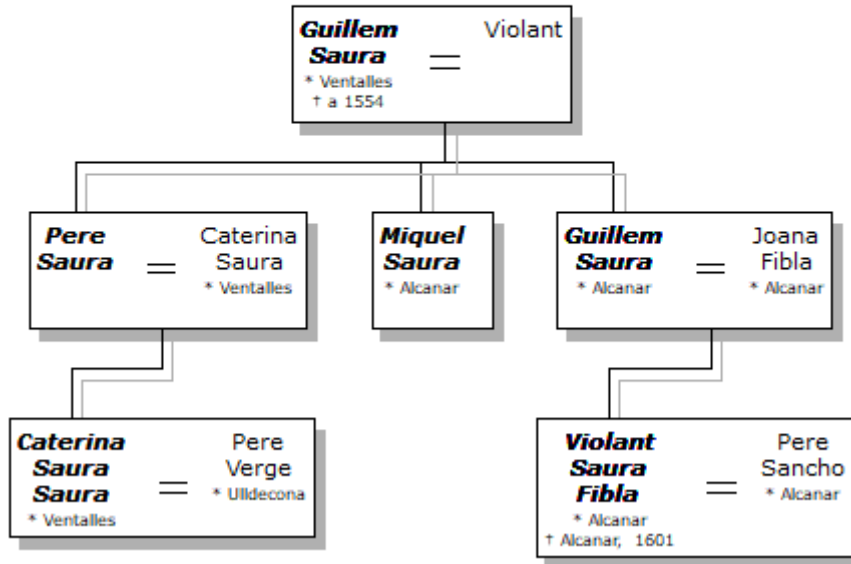 Guillem
Saura
* Ventalles
† a 1554
=
Violant
Pere
Saura
=
Caterina
Saura
* Ventalles
Miquel
Saura
* Alcanar
Guillem
Saura
* Alcanar
=
Joana
Fibla
* Alcanar
Caterina
Saura
Saura
* Ventalles
=
Pere
Verge
* Ulldecona
Violant
Saura
Fibla
* Alcanar
† Alcanar, 1601
=
Pere
Sancho
* Alcanar